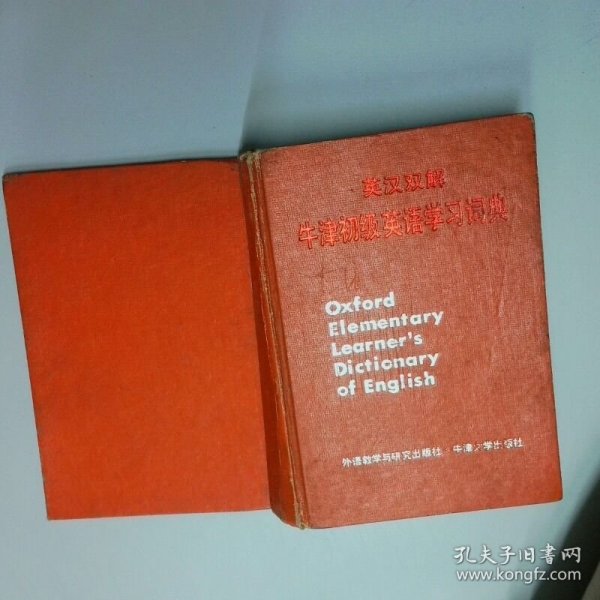 英汉双解
牛津初级英语学习词典
Oxford
Elementary
Learner's
Dictionary
of English
外语教学与研究出版社 牛津大学出版社
孔夫子旧书网
www.kongfz.com